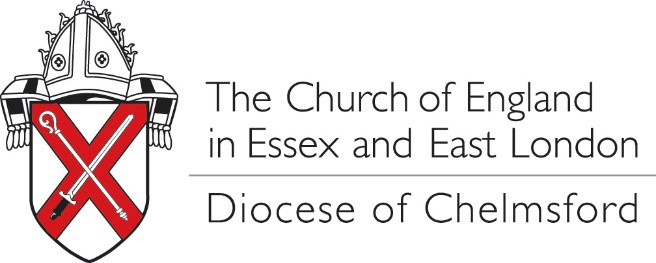 The Church of England
in Essex and East London
Diocese of Chelmsford